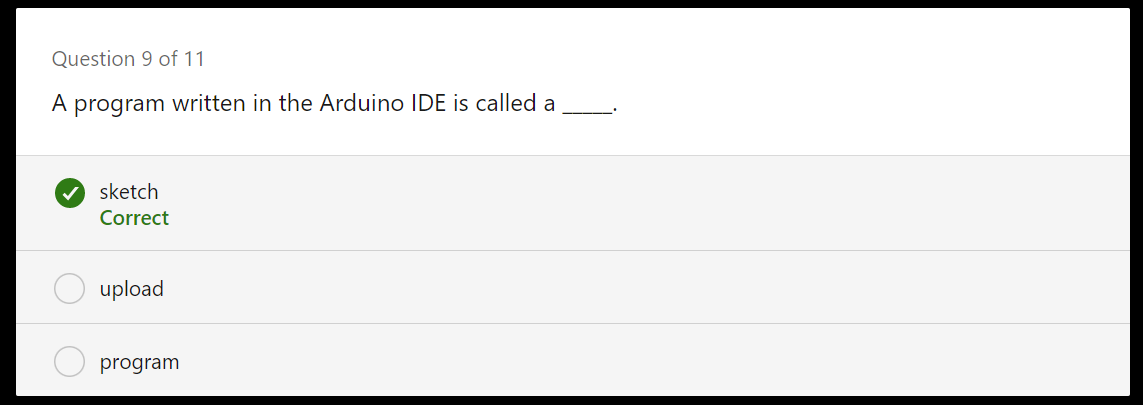 Question 9 of 11
A program written in the Arduino IDE is called a _____.
sketch
Correct
upload
program